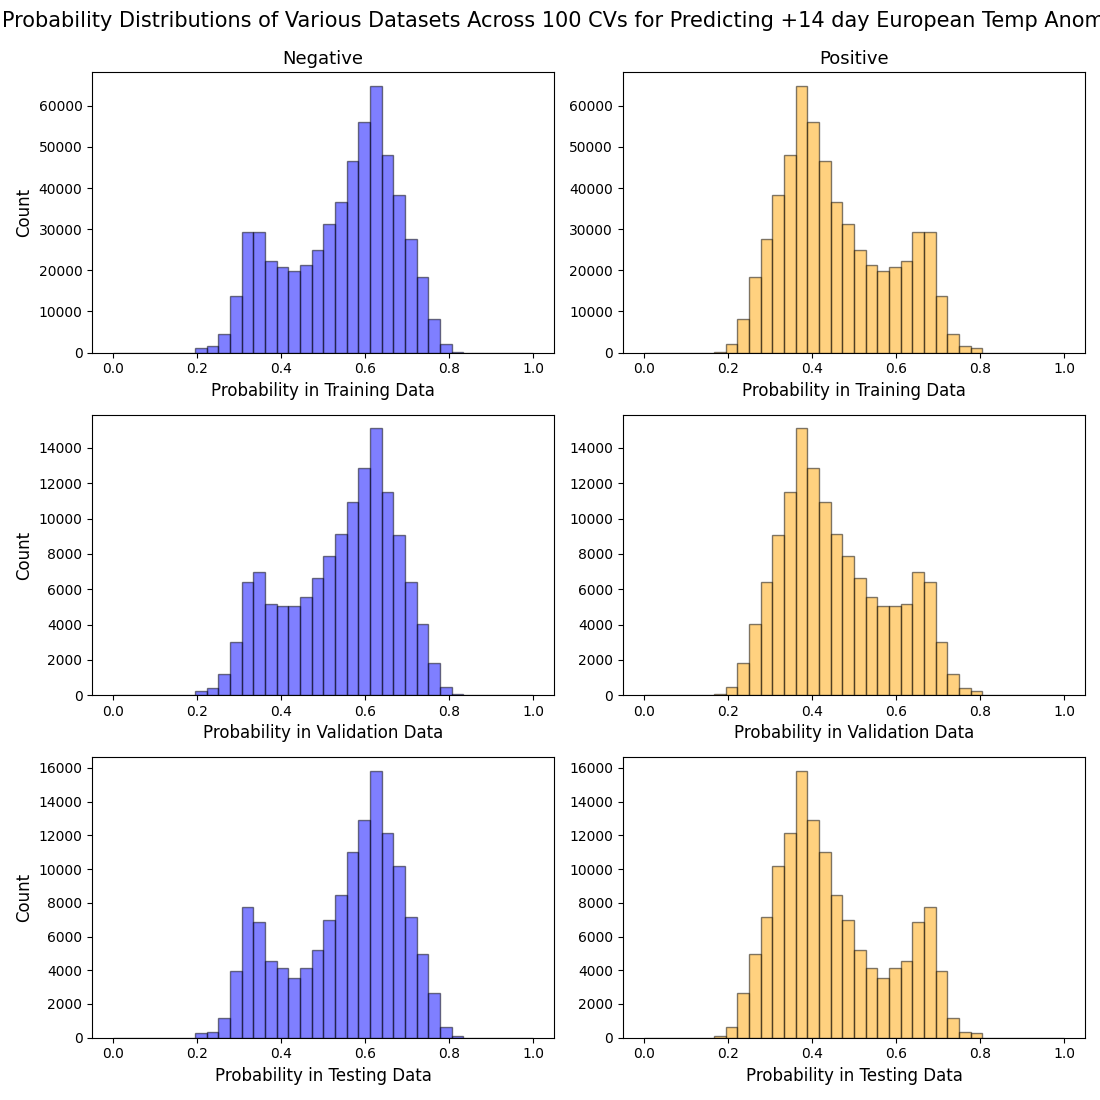 Probability Distributions of Various Datasets Across 100 CVs for Predicting +14 day European Temp Anom
Negative
Positive
60000
50000
40000
30000
20000
10000
0
Count
0.0 0.2 0.4 0.6 0.8 1.0
Probability in Training Data
60000
50000
40000
30000
20000
10000
0
0.0 0.2 0.4 0.6 0.8 1.0
Probability in Training Data
14000
12000
10000
8000
6000
4000
2000
0
Count
0.0 0.2 0.4 0.6 0.8 1.0
Probability in Validation Data
14000
12000
10000
8000
6000
4000
2000
0
0.0 0.2 0.4 0.6 0.8 1.0
Probability in Validation Data
16000
14000
12000
10000
8000
6000
4000
2000
0
Count
0.0 0.2 0.4 0.6 0.8 1.0
Probability in Testing Data
16000
14000
12000
10000
8000
6000
4000
2000
0
0.0 0.2 0.4 0.6 0.8 1.0
Probability in Testing Data